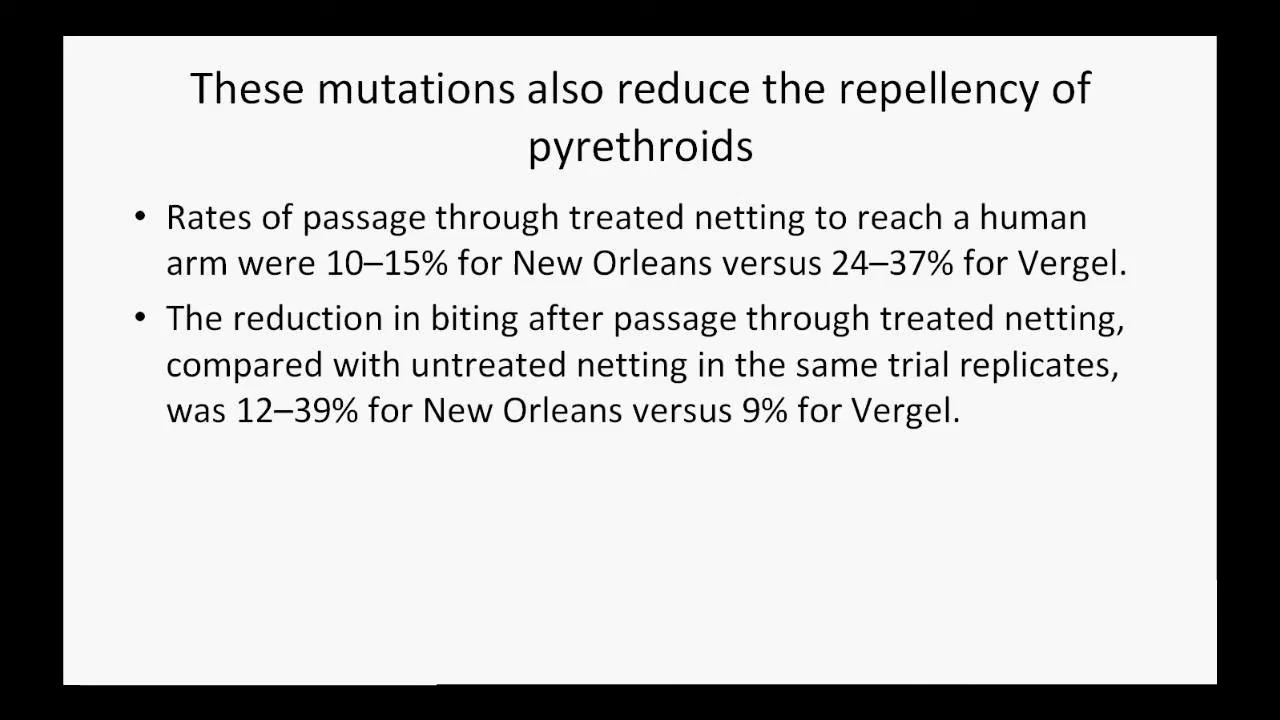 These mutations also reduce the repellency of
pyrethroids
• Rates of passage through treated netting to reach a human
arm were 10–15% for New Orleans versus 24–37% for Vergel.
• The reduction in biting after passage through treated netting,
compared with untreated netting in the same trial replicates,
was 12–39% for New Orleans versus 9% for Vergel.